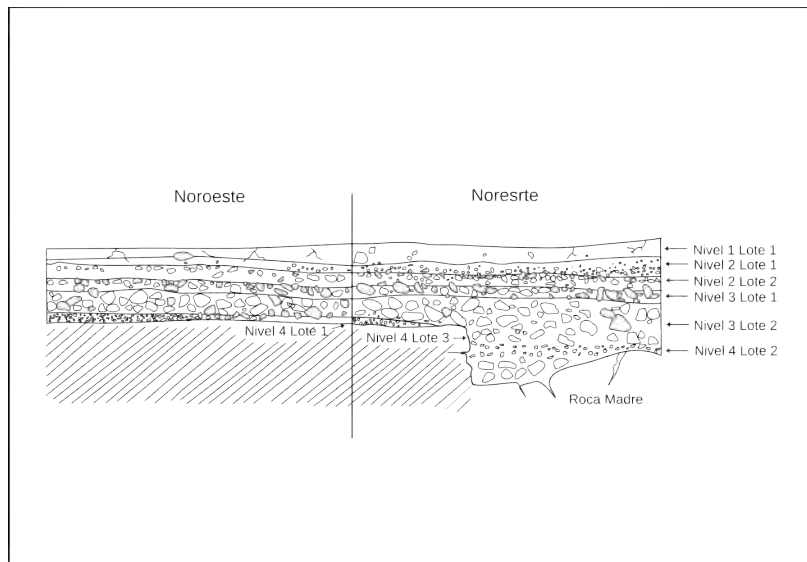 Noroeste
Noresrte
Nivel 1 Lote 1
Nivel 2 Lote 1
Nivel 2 Lote 2
Nivel 3 Lote 1
Nivel 3 Lote 2
Nivel 4 Lote 1
Nivel 4 Lote 3
Nivel 4 Lote 2
Roca Madre